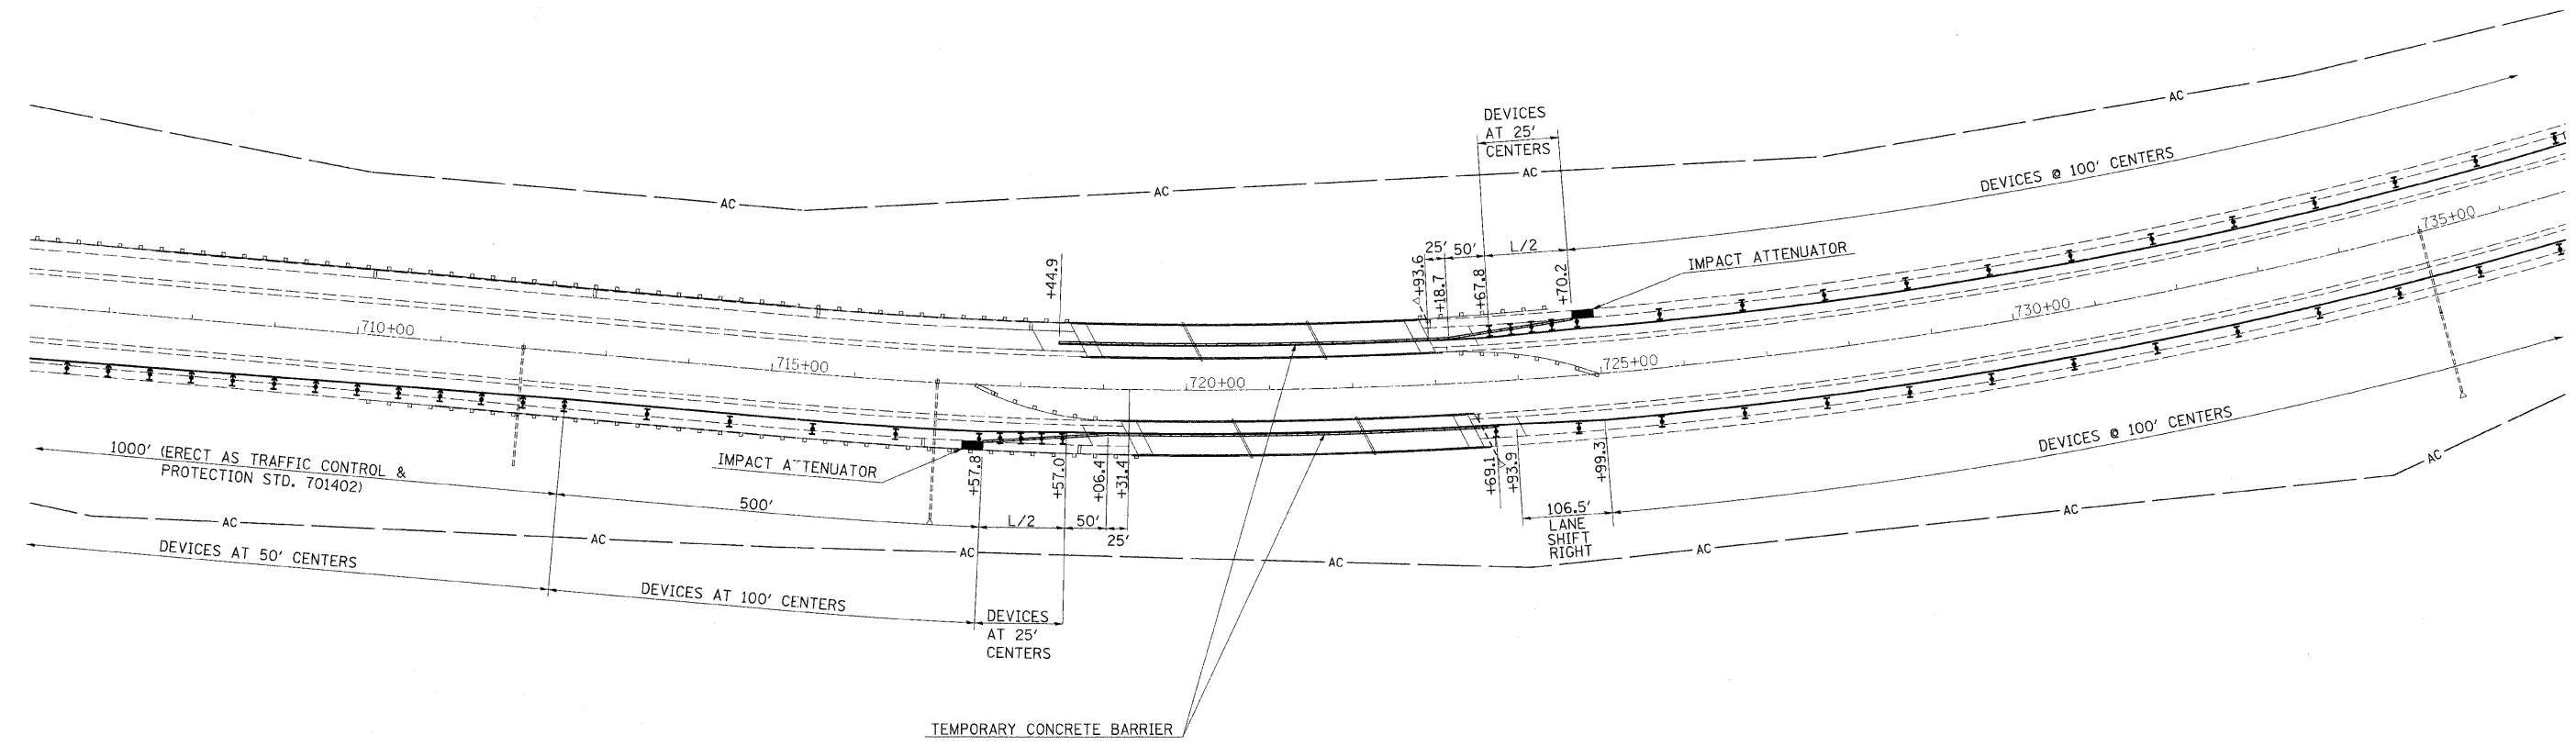 AC
AC
735+00
DEVICES
AT 25'
CENTERS
AC
DEVICES @ 100' CENTERS
AC
AC
25'
50'
L/2
IMPACT ATTENUATOR
+44.9
+93.6
+18.7
+67.8
+70.2
710+00
715+00
720+00
725+00
730+00
1000' (ERECT AS TRAFFIC CONTROL &
PROTECTION STD. 701402)
IMPACT ATTENUATOR
+57.8
+57.0
+06.4
+31.4
+69.1
+93.9
+99.3
DEVICES @ 100' CENTERS
AC
500'
L/2
50'
25'
106.5'
LANE
SHIFT
RIGHT
AC
AC
AC
AC
AC
AC
DEVICES AT 50' CENTERS
DEVICES AT 100' CENTERS
DEVICES
AT 25'
CENTERS
TEMPORARY CONCRETE BARRIER